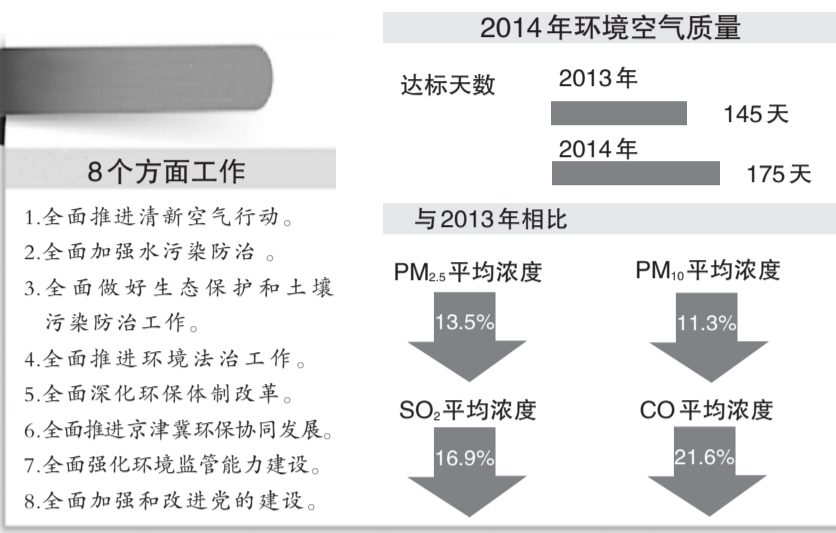 8个方面工作
1.全面推进清新空气行动。
2.全面加强水污染防治 。
3.全面做好生态保护和土壤
污染防治工作。
4.全面推进环境法治工作。
5.全面深化环保体制改革。
6.全面推进京津冀环保协同发展。
7.全面强化环境监管能力建设。
8.全面加强和改进党的建设。
2014年环境空气质量
达标天数
2013年
145天
2014年
175天
与2013年相比
PM2.5平均浓度
13.5%
PM10平均浓度
11.3%
SO2平均浓度
16.9%
CO平均浓度
21.6%